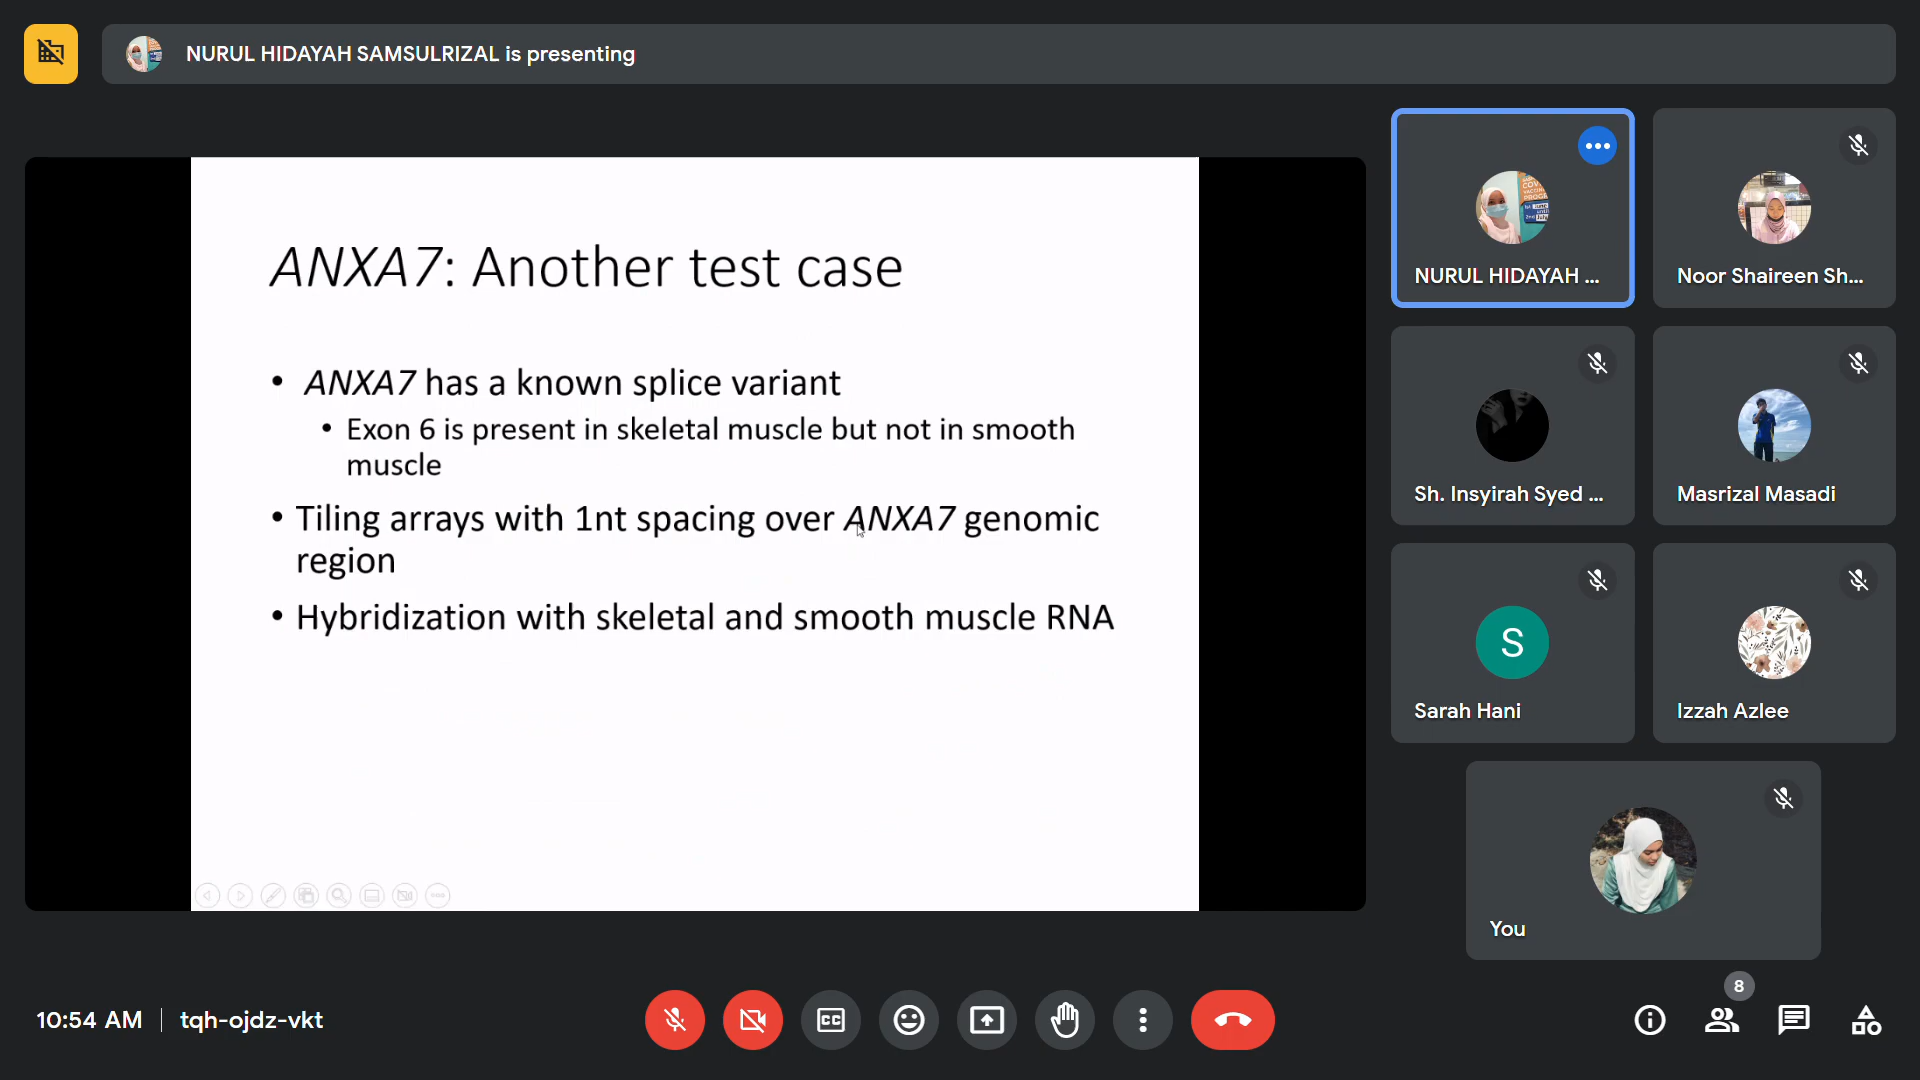 NURUL HIDAYAH SAMSULRIZAL is presenting
ANXA7: Another test case
• ANXA7 has a known splice variant
• Exon 6 is present in skeletal muscle but not in smooth
muscle
• Tiling arrays with 1nt spacing over ANXA7 genomic
region
• Hybridization with skeletal and smooth muscle RNA
NURUL HIDAYAH ...
Noor Shaireen Sh...
Sh. Insyirah Syed ...
Masrizal Masadi
S
Sarah Hani
Izzah Azlee
You
10:54 AM | tqh-ojdz-vkt
CC
8